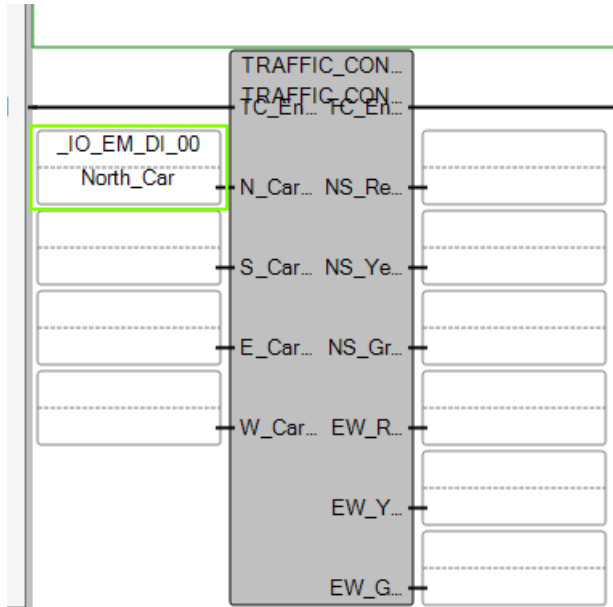 TRAFFIC_CON...
TRAFFIC_CON...
TC_En... TC_En...
_IO_EM_DI_00
North_Car
N_Car... NS_Re...
S_Car... NS_Ye...
E_Car... NS_Gr...
W_Car... EW_R...
EW_Y...
EW_G...